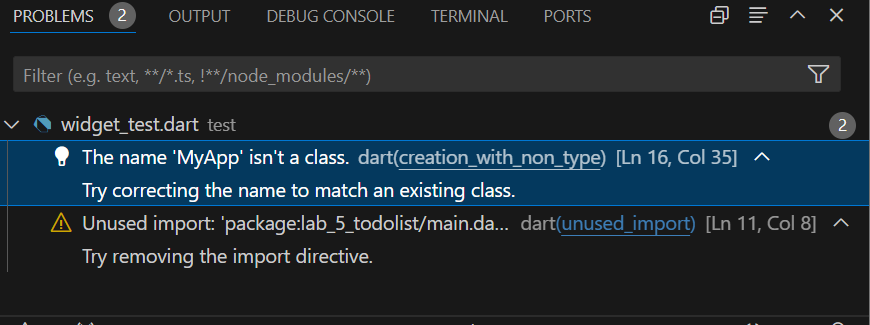 PROBLEMS 2 OUTPUT DEBUG CONSOLE TERMINAL PORTS
Filter (e.g. text, **/*.ts, !**/node_modules/**)
widget_test.dart test 2
The name 'MyApp' isn't a class. dart(creation_with_non_type) [Ln 16, Col 35]
Try correcting the name to match an existing class.
Unused import: 'package:lab_5_todolist/main.da... dart(unused_import) [Ln 11, Col 8]
Try removing the import directive.